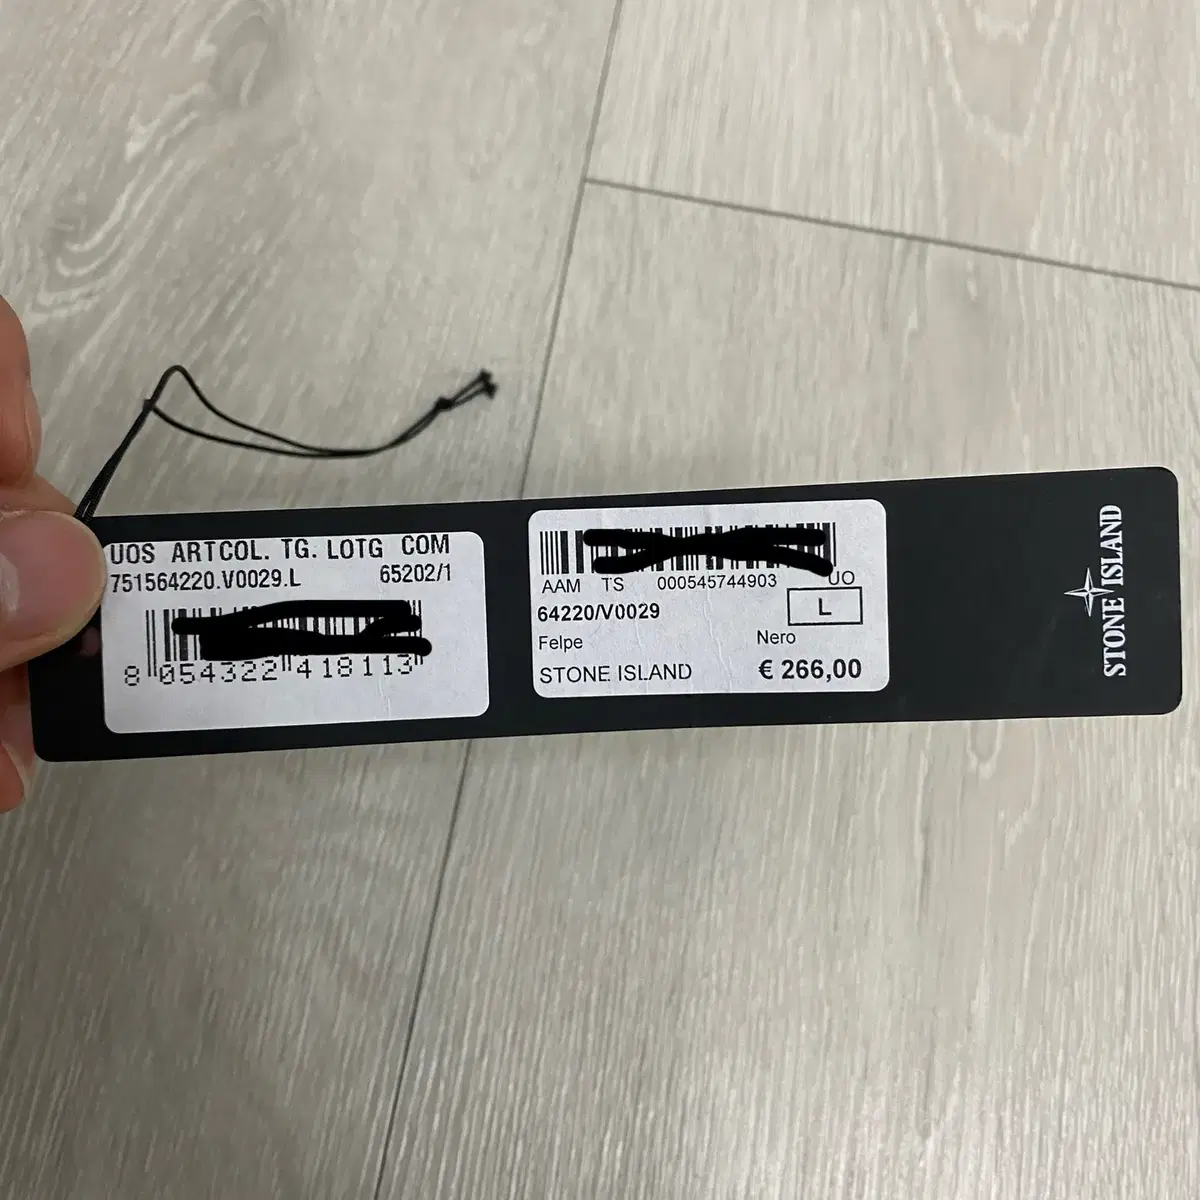 UOS ARTCOL. TG. LOTG COM
751564220.V0029.L 65202/1
8 054322 418113
AAM TS 000545744903 UO
64220/V0029 L
Felpe Nero
STONE ISLAND € 266,00
STONE ISLAND